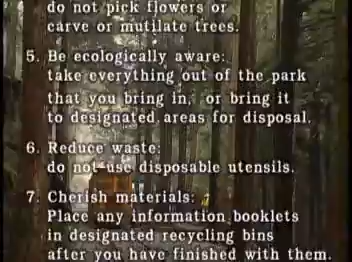 do not pick flowers or
carve or mutilate trees.
5. Be ecologically aware:
take everything out of the park
that you bring in, or bring it
to designated areas for disposal.
6. Reduce waste:
do not use disposable utensils.
7. Cherish materials:
Place any information booklets
in designated recycling bins
after you have finished with them.